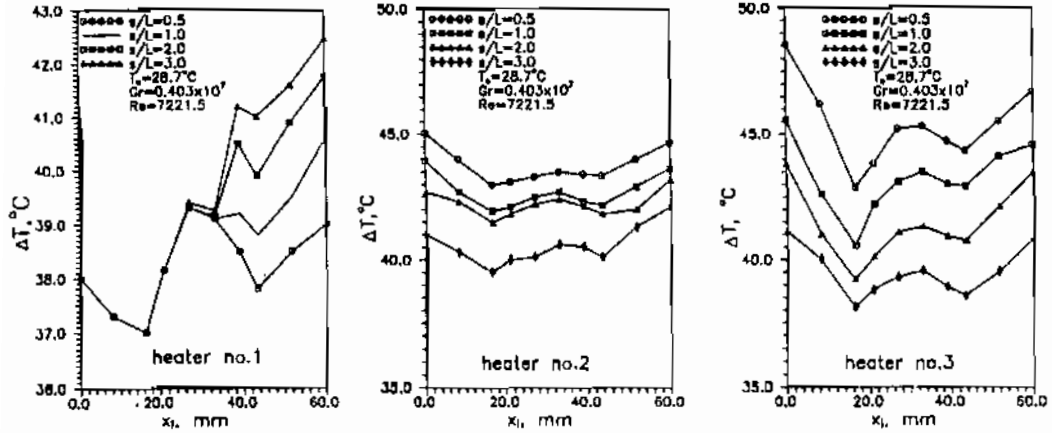 43.0
42.0
41.0
40.0
39.0
38.0
37.0
36.0
ΔT,°C
s/L=0.5
s/L=1.0
s/L=2.0
s/L=3.0
=28.7°C
Gr=0.403x10⁷
Re=7221.5
heater no.1
0.0 20.0 40.0 60.0
mm
50.0
45.0
40.0
35.0
ΔT,°C
s/L=0.5
s/L=1.0
s/L=2.0
s/L=3.0
=28.7°C
Gr=0.403x10⁷
Re=7221.5
heater no.2
0.0 20.0 40.0 60.0
mm
50.0
45.0
40.0
35.0
ΔT,°C
s/L=0.5
s/L=1.0
s/L=2.0
s/L=3.0
=28.7°C
Gr=0.403x10⁷
Re=7221.5
heater no.3
0.0 20.0 40.0 60.0
mm